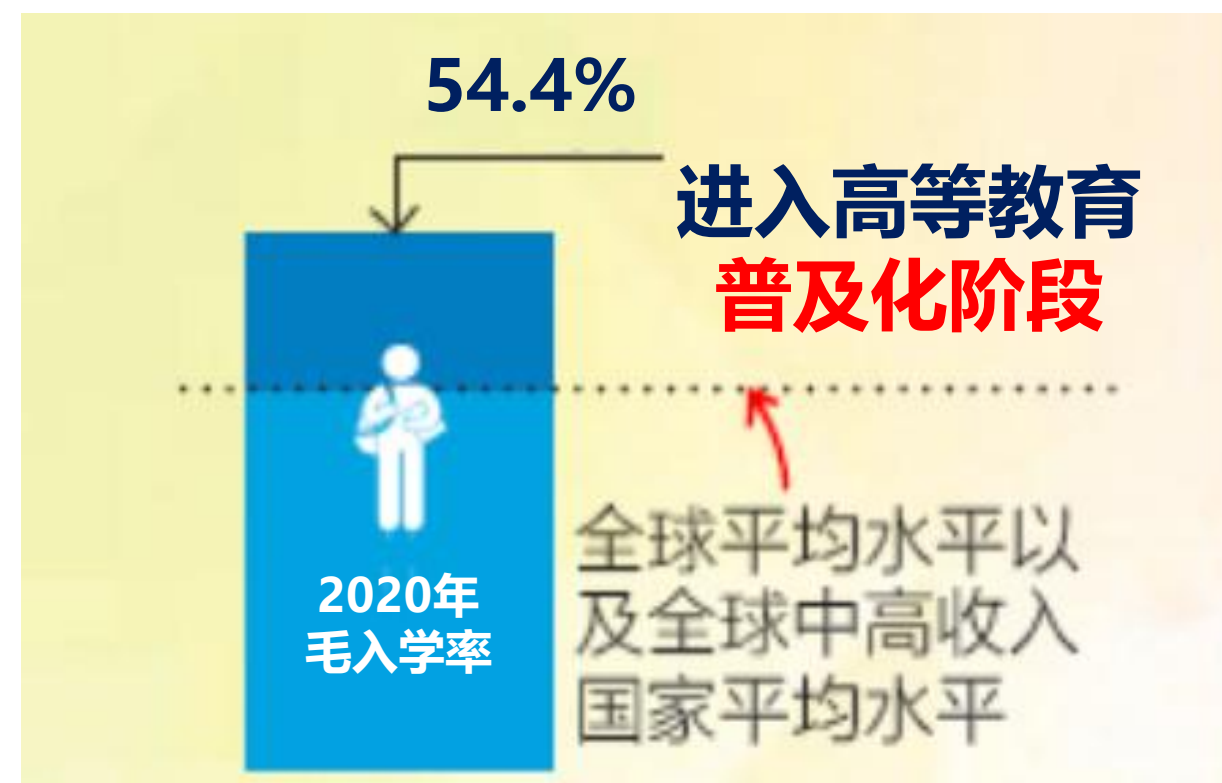 54.4%
进入高等教育
普及化阶段
2020年
毛入学率
全球平均水平以
及全球中高收入
国家平均水平